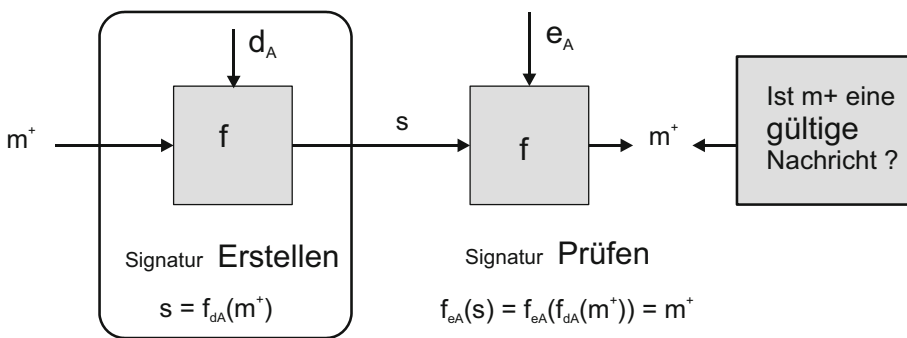 d_A
e_A
m⁺
f
s
f
m⁺
Ist m+ eine
gültige
Nachricht ?
Signatur Erstellen
Signatur Prüfen
s = f_dA(m⁺)
f_eA(s) = f_eA(f_dA(m⁺)) = m⁺